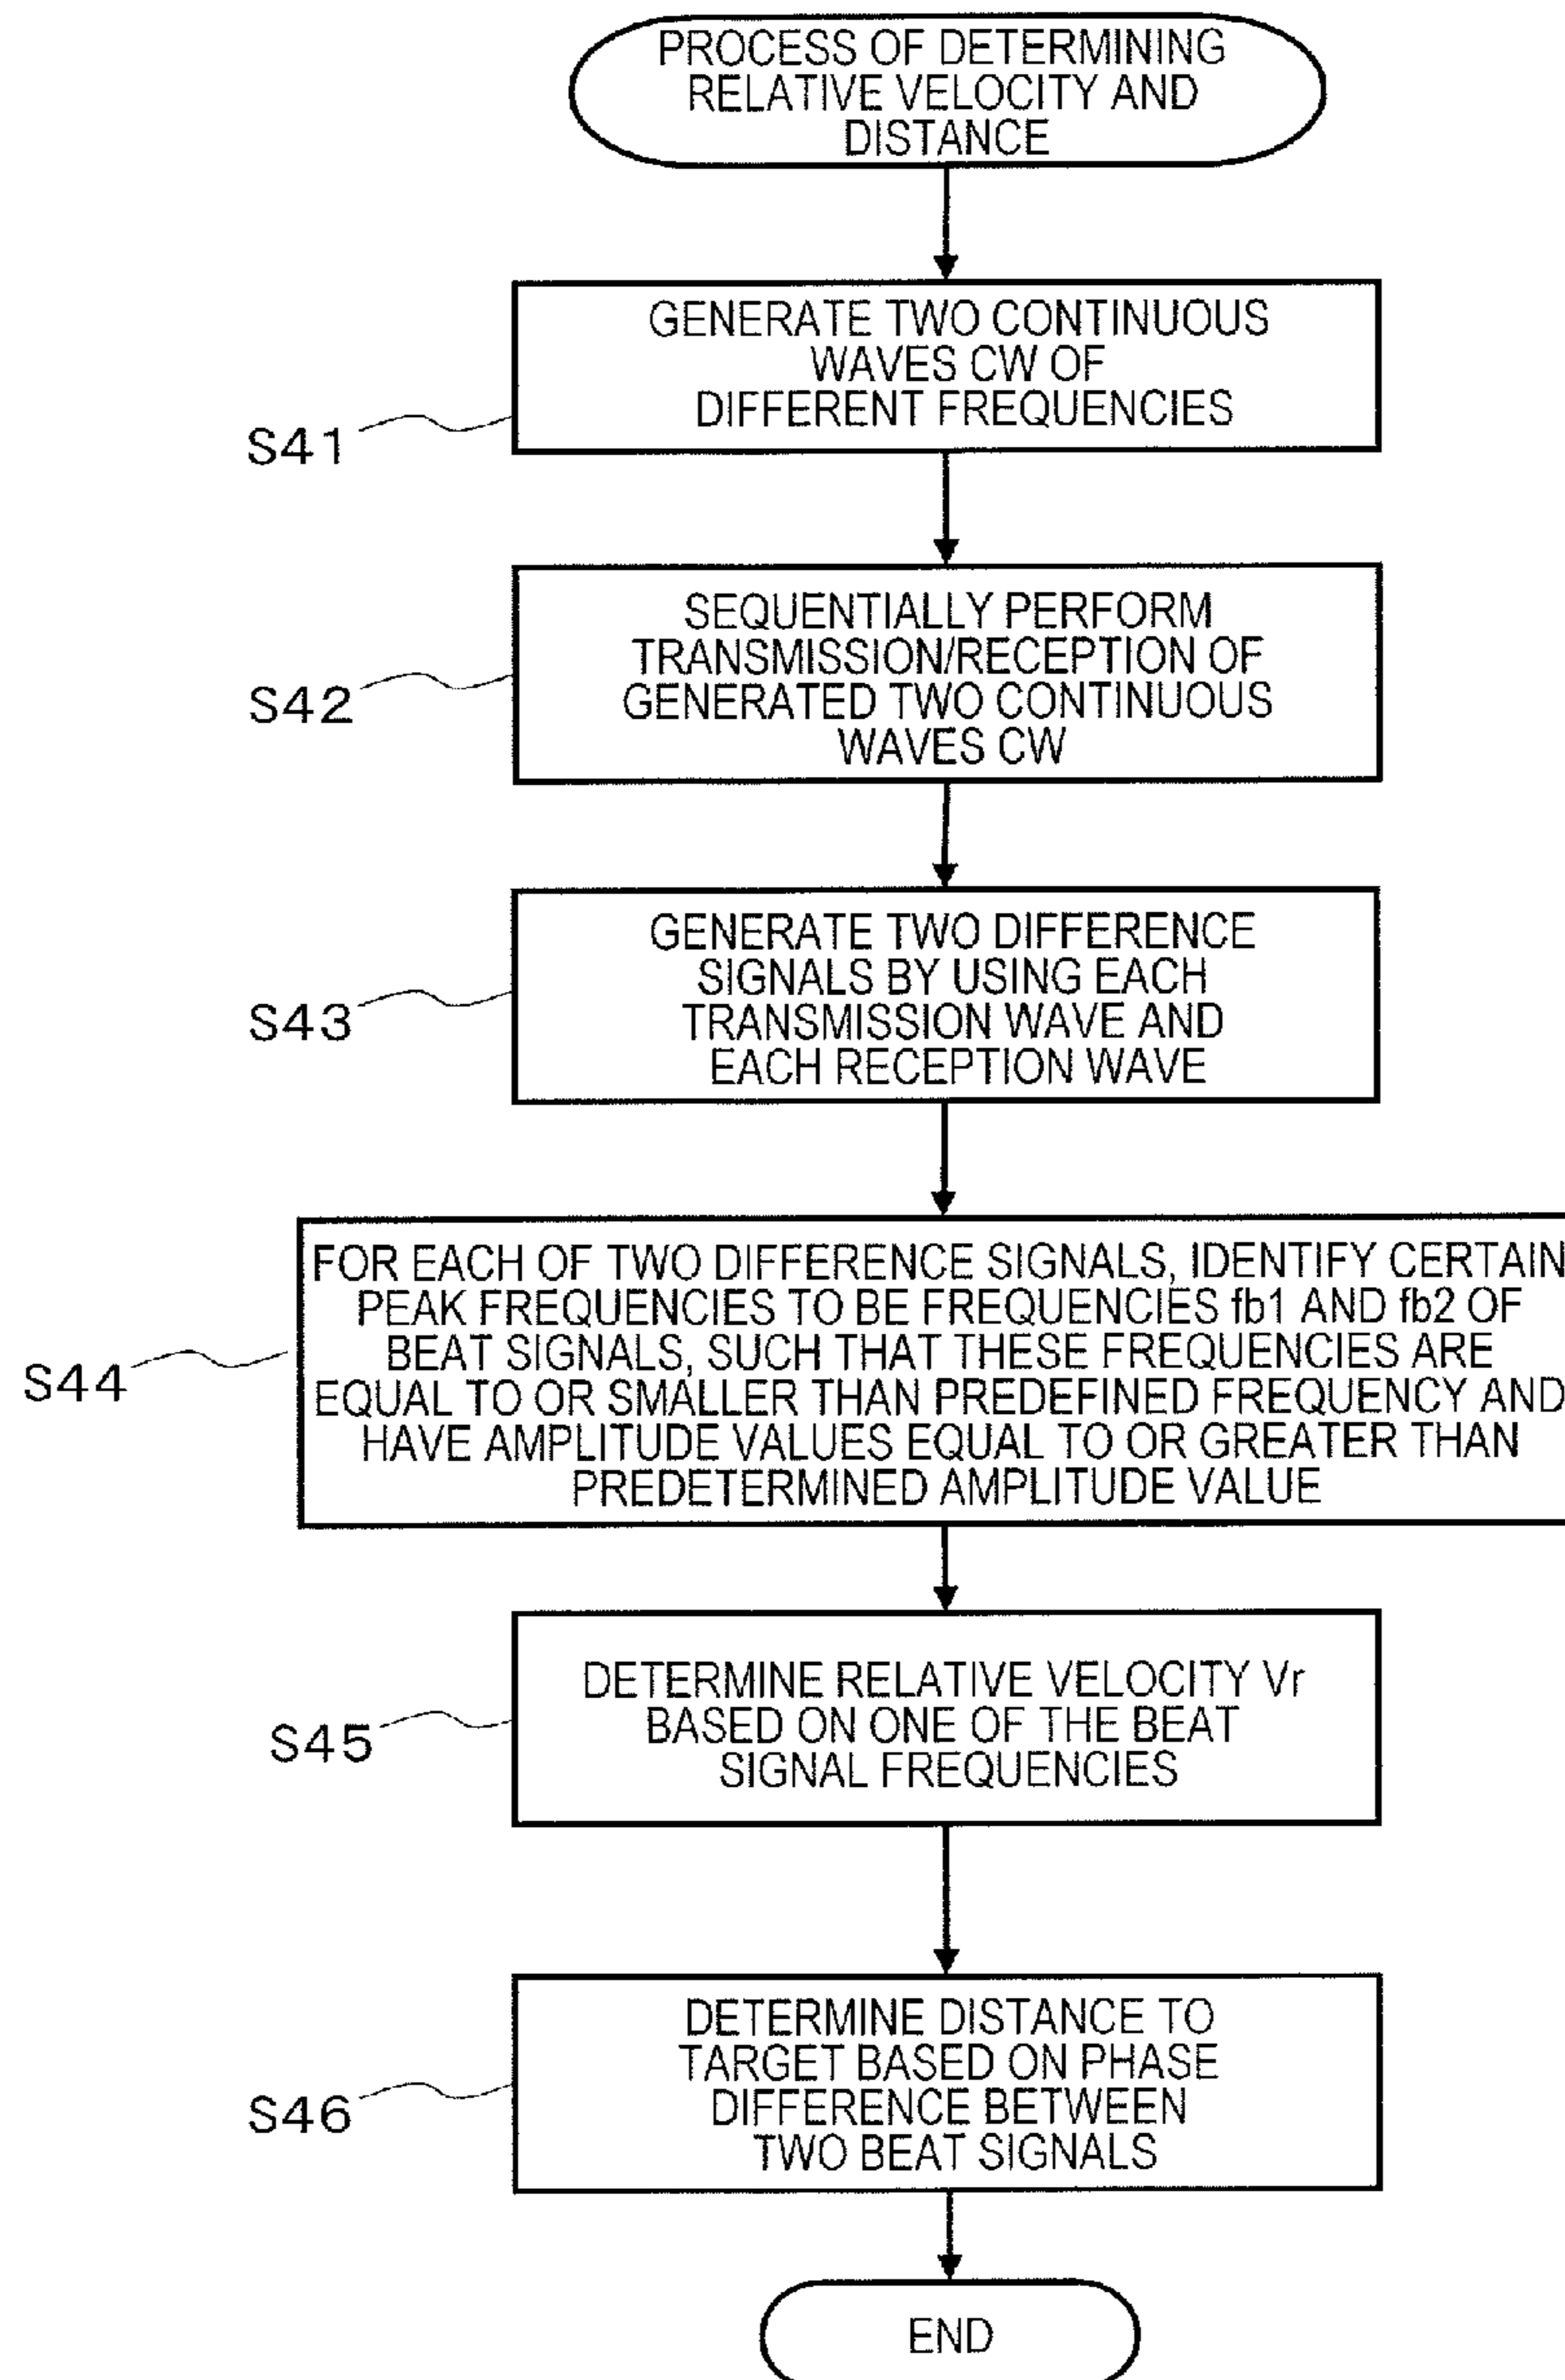 PROCESS OF DETERMINING
RELATIVE VELOCITY AND
DISTANCE
GENERATE TWO CONTINUOUS
WAVES CW OF
DIFFERENT FREQUENCIES
S41
SEQUENTIALLY PERFORM
TRANSMISSION/RECEPTION OF
GENERATED TWO CONTINUOUS
WAVES CW
S42
GENERATE TWO DIFFERENCE
SIGNALS BY USING EACH
TRANSMISSION WAVE AND
EACH RECEPTION WAVE
S43
FOR EACH OF TWO DIFFERENCE SIGNALS, IDENTIFY CERTAIN
PEAK FREQUENCIES TO BE FREQUENCIES fb1 AND fb2 OF
BEAT SIGNALS, SUCH THAT THESE FREQUENCIES ARE
EQUAL TO OR SMALLER THAN PREDEFINED FREQUENCY AND
HAVE AMPLITUDE VALUES EQUAL TO OR GREATER THAN
PREDETERMINED AMPLITUDE VALUE
S44
DETERMINE RELATIVE VELOCITY Vr
BASED ON ONE OF THE BEAT
SIGNAL FREQUENCIES
S45
DETERMINE DISTANCE TO
TARGET BASED ON PHASE
DIFFERENCE BETWEEN
TWO BEAT SIGNALS
S46
END